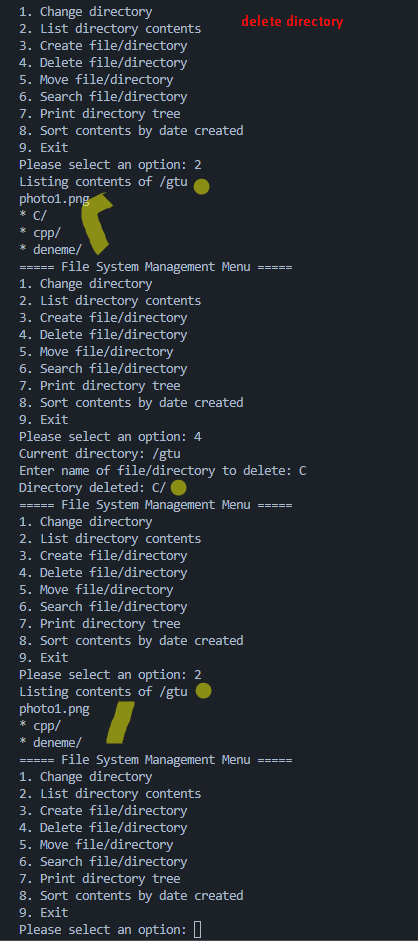 1. Change directory
delete directory
2. List directory contents
3. Create file/directory
4. Delete file/directory
5. Move file/directory
6. Search file/directory
7. Print directory tree
8. Sort contents by date created
9. Exit
Please select an option: 2
Listing contents of /gtu
photo1.png
* C/
* cpp/
* deneme/
===== File System Management Menu =====
1. Change directory
2. List directory contents
3. Create file/directory
4. Delete file/directory
5. Move file/directory
6. Search file/directory
7. Print directory tree
8. Sort contents by date created
9. Exit
Please select an option: 4
Current directory: /gtu
Enter name of file/directory to delete: C
Directory deleted: C/
===== File System Management Menu =====
1. Change directory
2. List directory contents
3. Create file/directory
4. Delete file/directory
5. Move file/directory
6. Search file/directory
7. Print directory tree
8. Sort contents by date created
9. Exit
Please select an option: 2
Listing contents of /gtu
photo1.png
* cpp/
* deneme/
===== File System Management Menu =====
1. Change directory
2. List directory contents
3. Create file/directory
4. Delete file/directory
5. Move file/directory
6. Search file/directory
7. Print directory tree
8. Sort contents by date created
9. Exit
Please select an option: